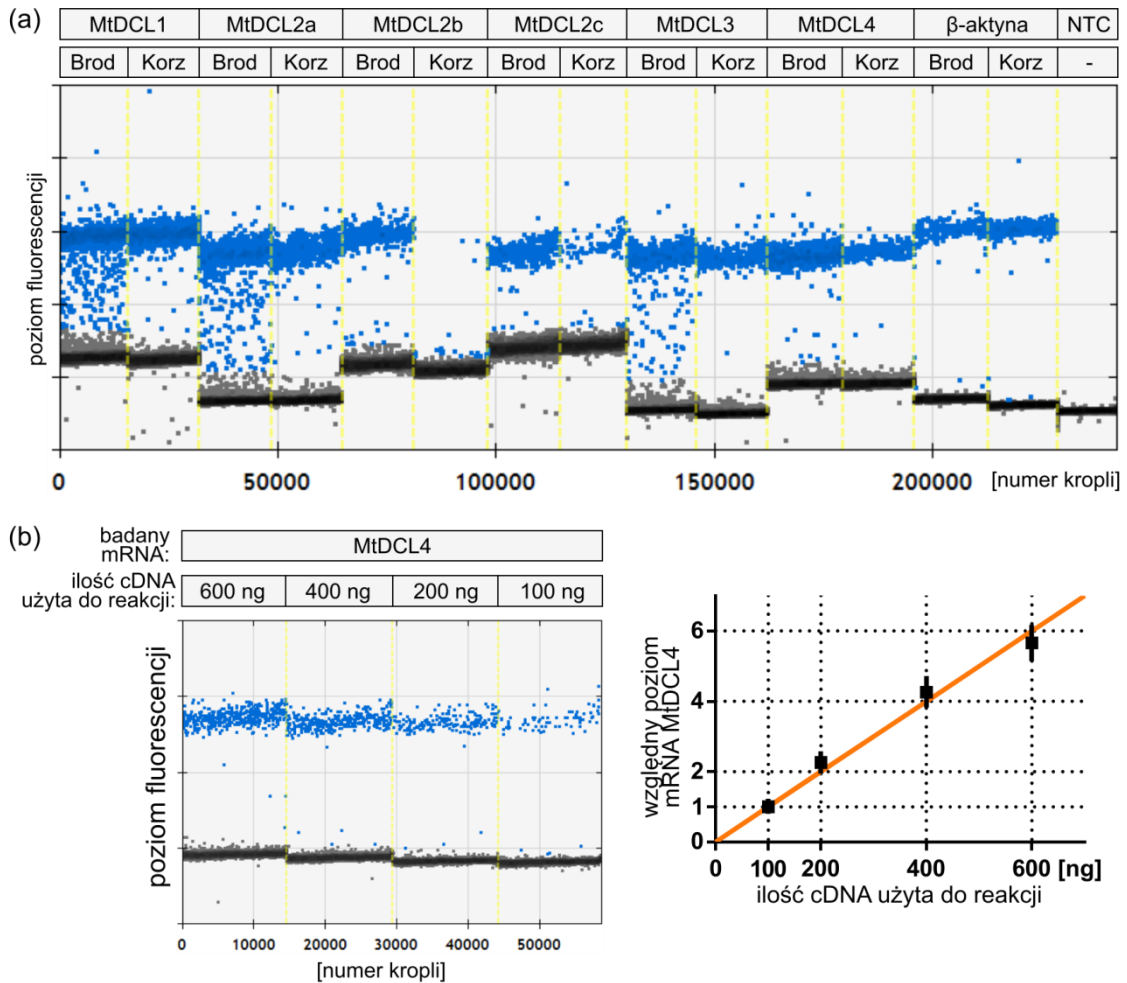 (a)
MtDCL1 MtDCL2a MtDCL2b MtDCL2c MtDCL3 MtDCL4 β-aktyna NTC
Brod Korz Brod Korz Brod Korz Brod Korz Brod Korz Brod Korz Brod Korz -
poziom fluorescencji
0 50000 100000 150000 200000 [numer kropli]
(b)
badany
mRNA:
MtDCL4
ilość cDNA
użyta do reakcji:
600 ng 400 ng 200 ng 100 ng
poziom fluorescencji
0 10000 20000 30000 40000 50000
[numer kropli]
względny poziom
mRNA MtDCL4
6
4
2
1
0
0 100 200 400 600 [ng]
ilość cDNA użyta do reakcji